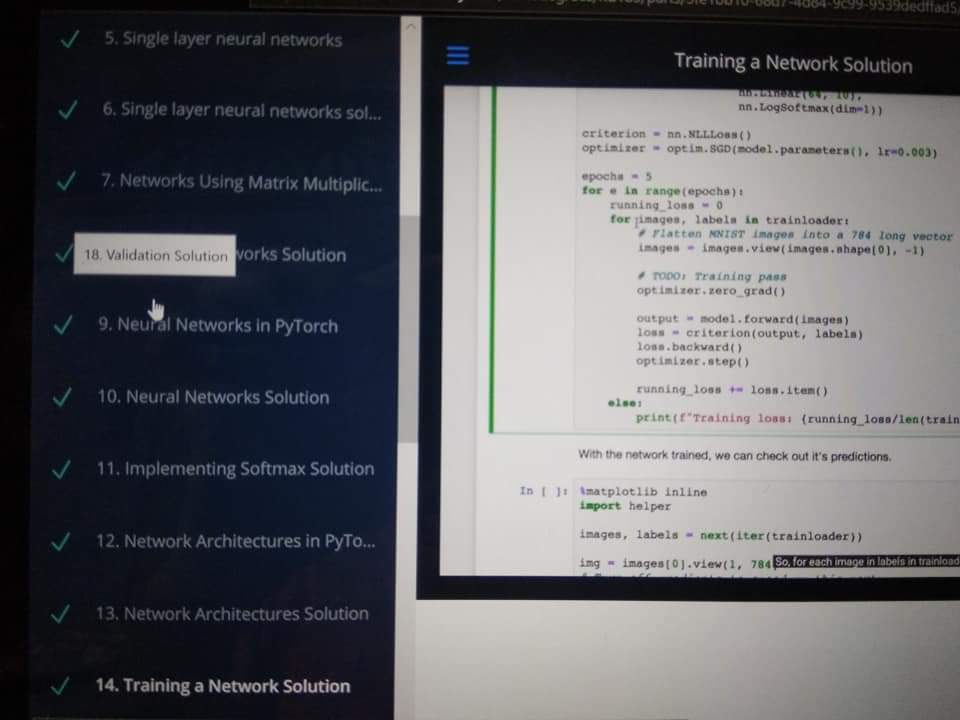 5. Single layer neural networks
6. Single layer neural networks sol...
7. Networks Using Matrix Multiplic...
18. Validation Solution
works Solution
9. Neural Networks in PyTorch
10. Neural Networks Solution
11. Implementing Softmax Solution
12. Network Architectures in PyTo...
13. Network Architectures Solution
14. Training a Network Solution
Training a Network Solution
nn.Linear(64, 10),
nn.LogSoftmax(dim=1))
criterion = nn.NLLLoss()
optimizer = optim.SGD(model.parameters(), lr=0.003)
epochs = 5
for e in range(epochs):
running_loss = 0
for images, labels in trainloader:
# Flatten MNIST images into a 784 long vector
images = images.view(images.shape[0], -1)
# TODO: Training pass
optimizer.zero_grad()
output = model.forward(images)
loss = criterion(output, labels)
loss.backward()
optimizer.step()
running_loss += loss.item()
else:
print(f"Training loss: {running_loss/len(train
With the network trained, we can check out it's predictions.
In [ ]: %matplotlib inline
import helper
images, labels = next(iter(trainloader))
img = images[0].view(1, 784
So, for each image in labels in trainload